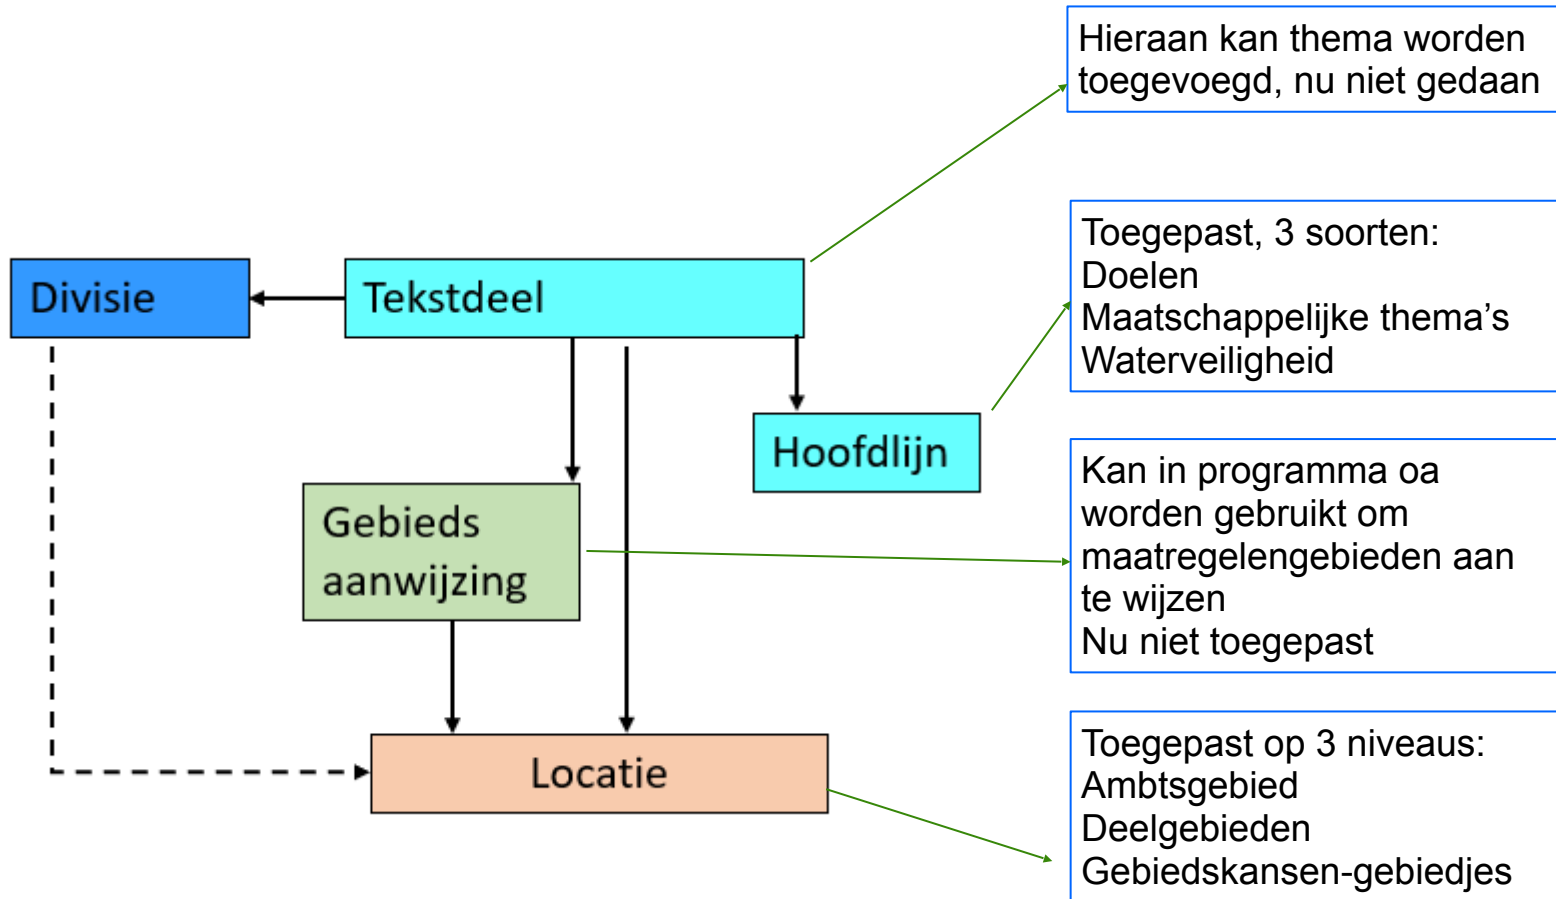 Hieraan kan thema worden
toegevoegd, nu niet gedaan
Toegepast, 3 soorten:
Doelen
Maatschappelijke thema’s
Waterveiligheid
Divisie
Tekstdeel
Hoofdlijn
Kan in programma oa
worden gebruikt om
maatregelengebieden aan
te wijzen
Nu niet toegepast
Gebieds
aanwijzing
Locatie
Toegepast op 3 niveaus:
Ambtsgebied
Deelgebieden
Gebiedskansen-gebiedjes